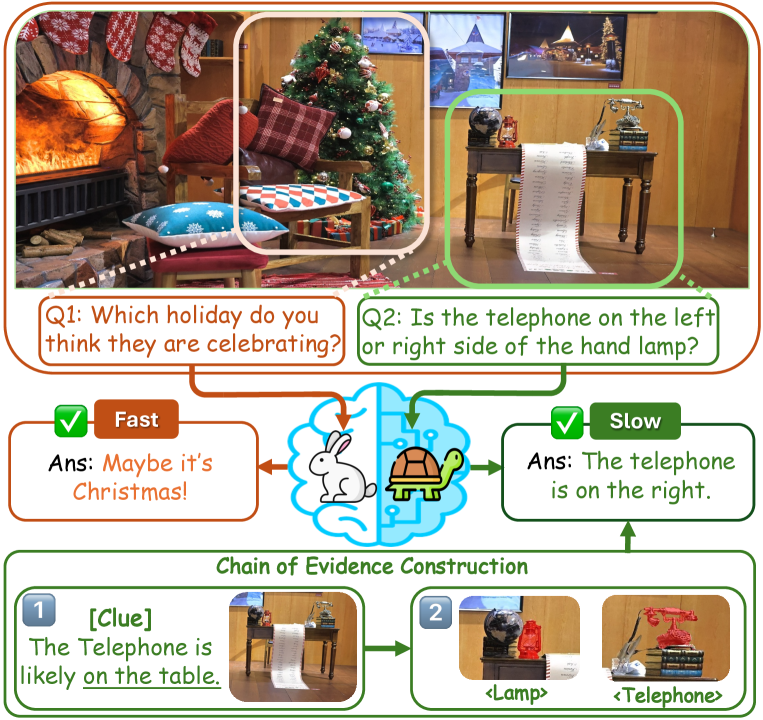 Q1: Which holiday do you
think they are celebrating?
Q2: Is the telephone on the left
or right side of the hand lamp?
Fast
Ans: Maybe it's
Christmas!
Slow
Ans: The telephone
is on the right.
Chain of Evidence Construction
1
[Clue]
The Telephone is
likely on the table.
2
<Lamp>
<Telephone>